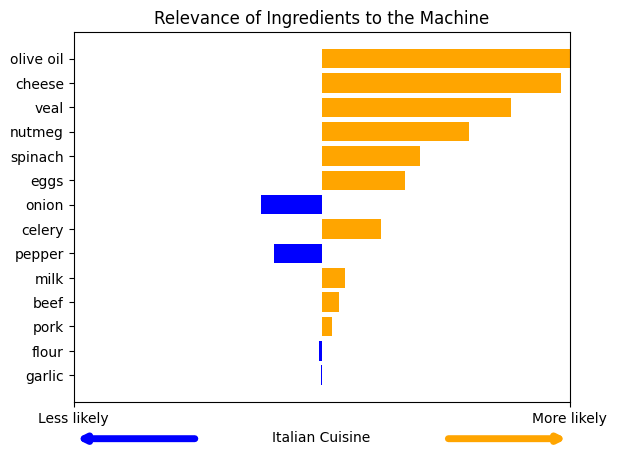 Relevance of Ingredients to the Machine
olive oil
cheese
veal
nutmeg
spinach
eggs
onion
celery
pepper
milk
beef
pork
flour
garlic
Less likely
More likely
Italian Cuisine